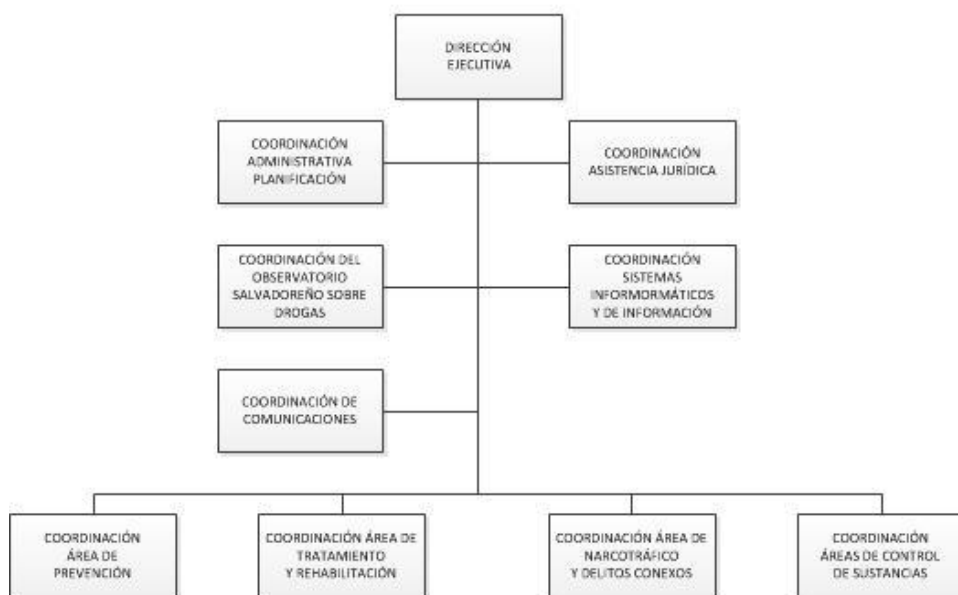 DIRECCIÓN
EJECUTIVA
COORDINACIÓN
ADMINISTRATIVA
PLANIFICACIÓN
COORDINACIÓN
ASISTENCIA JURÍDICA
COORDINACIÓN DEL
OBSERVATORIO
SALVADOREÑO SOBRE
DROGAS
COORDINACIÓN
SISTEMAS
INFORMORMÁTICOS
Y DE INFORMACIÓN
COORDINACIÓN DE
COMUNICACIONES
COORDINACIÓN
ÁREA DE
PREVENCIÓN
COORDINACIÓN ÁREA DE
TRATAMIENTO
Y REHABILITACIÓN
COORDINACIÓN ÁREA DE
NARCOTRÁFICO
Y DELITOS CONEXOS
COORDINACIÓN
ÁREAS DE CONTROL
DE SUSTANCIAS